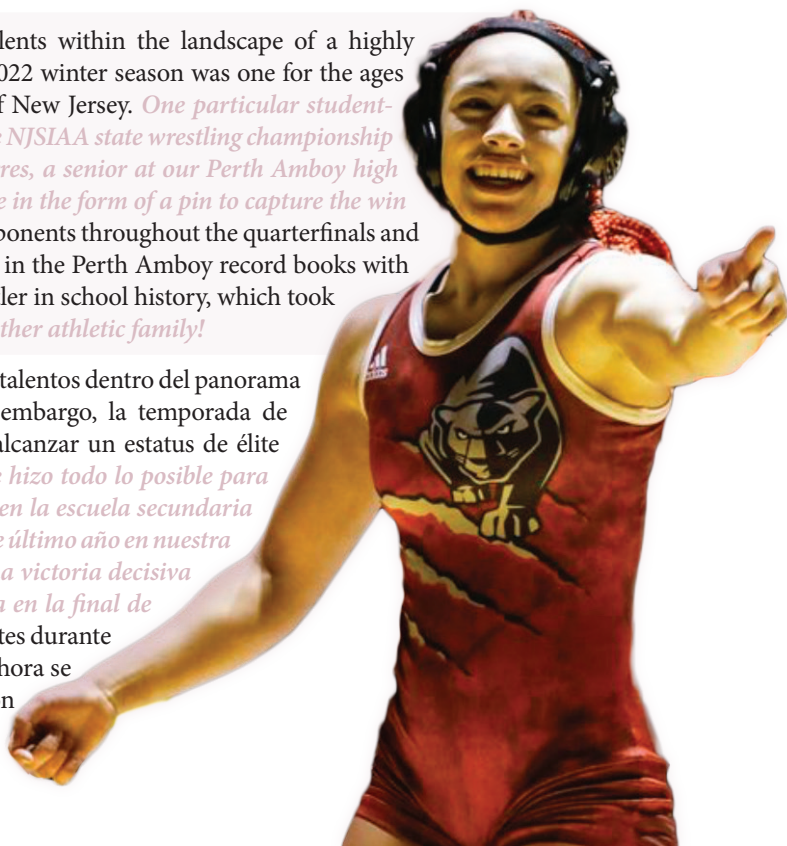 lents within the landscape of a highly
022 winter season was one for the ages
f New Jersey. One particular student-
e NJSIAA state wrestling championship
res, a senior at our Perth Amboy high
e in the form of a pin to capture the win
ponents throughout the quarterfinals and
in the Perth Amboy record books with
ler in school history, which took
ther athletic family!
talentos dentro del panorama
embargo, la temporada de
alcanzar un estatus de élite
e hizo todo lo posible para
en la escuela secundaria
e último año en nuestra
a victoria decisiva
a en la final de
tes durante
hora se
on
adidas